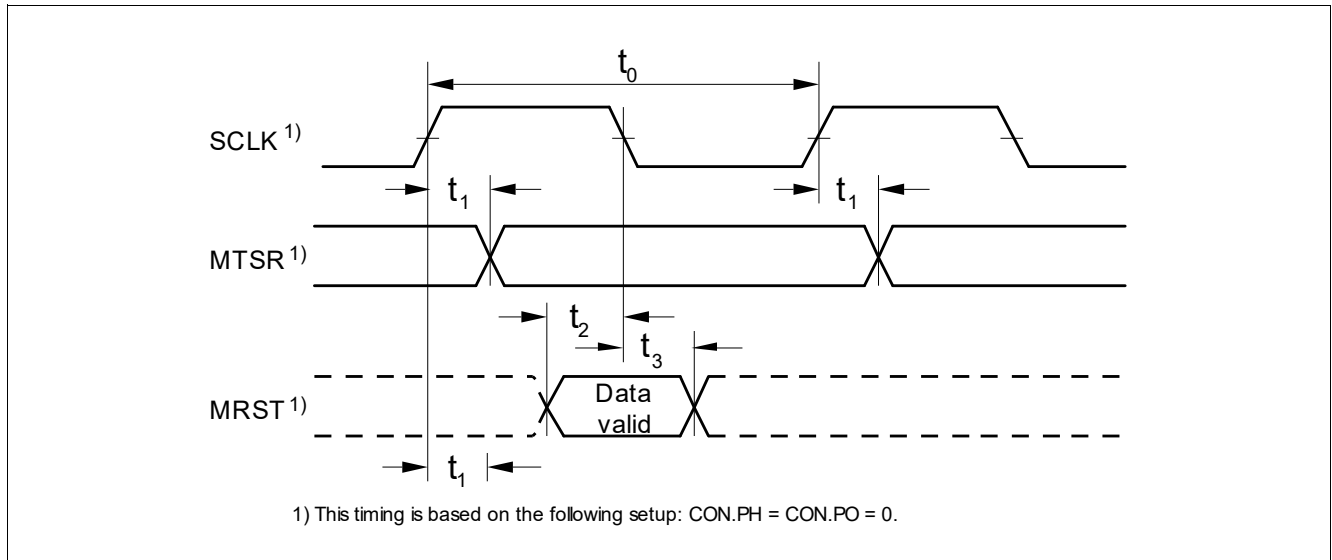 t0
SCLK 1)
t1 t1
MTSR 1)
t2
t3
MRST 1) Data valid
t1
1) This timing is based on the following setup: CON.PH = CON.PO = 0.